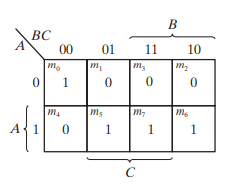 B
BC
A
00 01 11 10
m₀ m₁ m₃ m₂
0 1 0 0 0
m₄ m₅ m₇ m₆
A 1 0 1 1 1
C